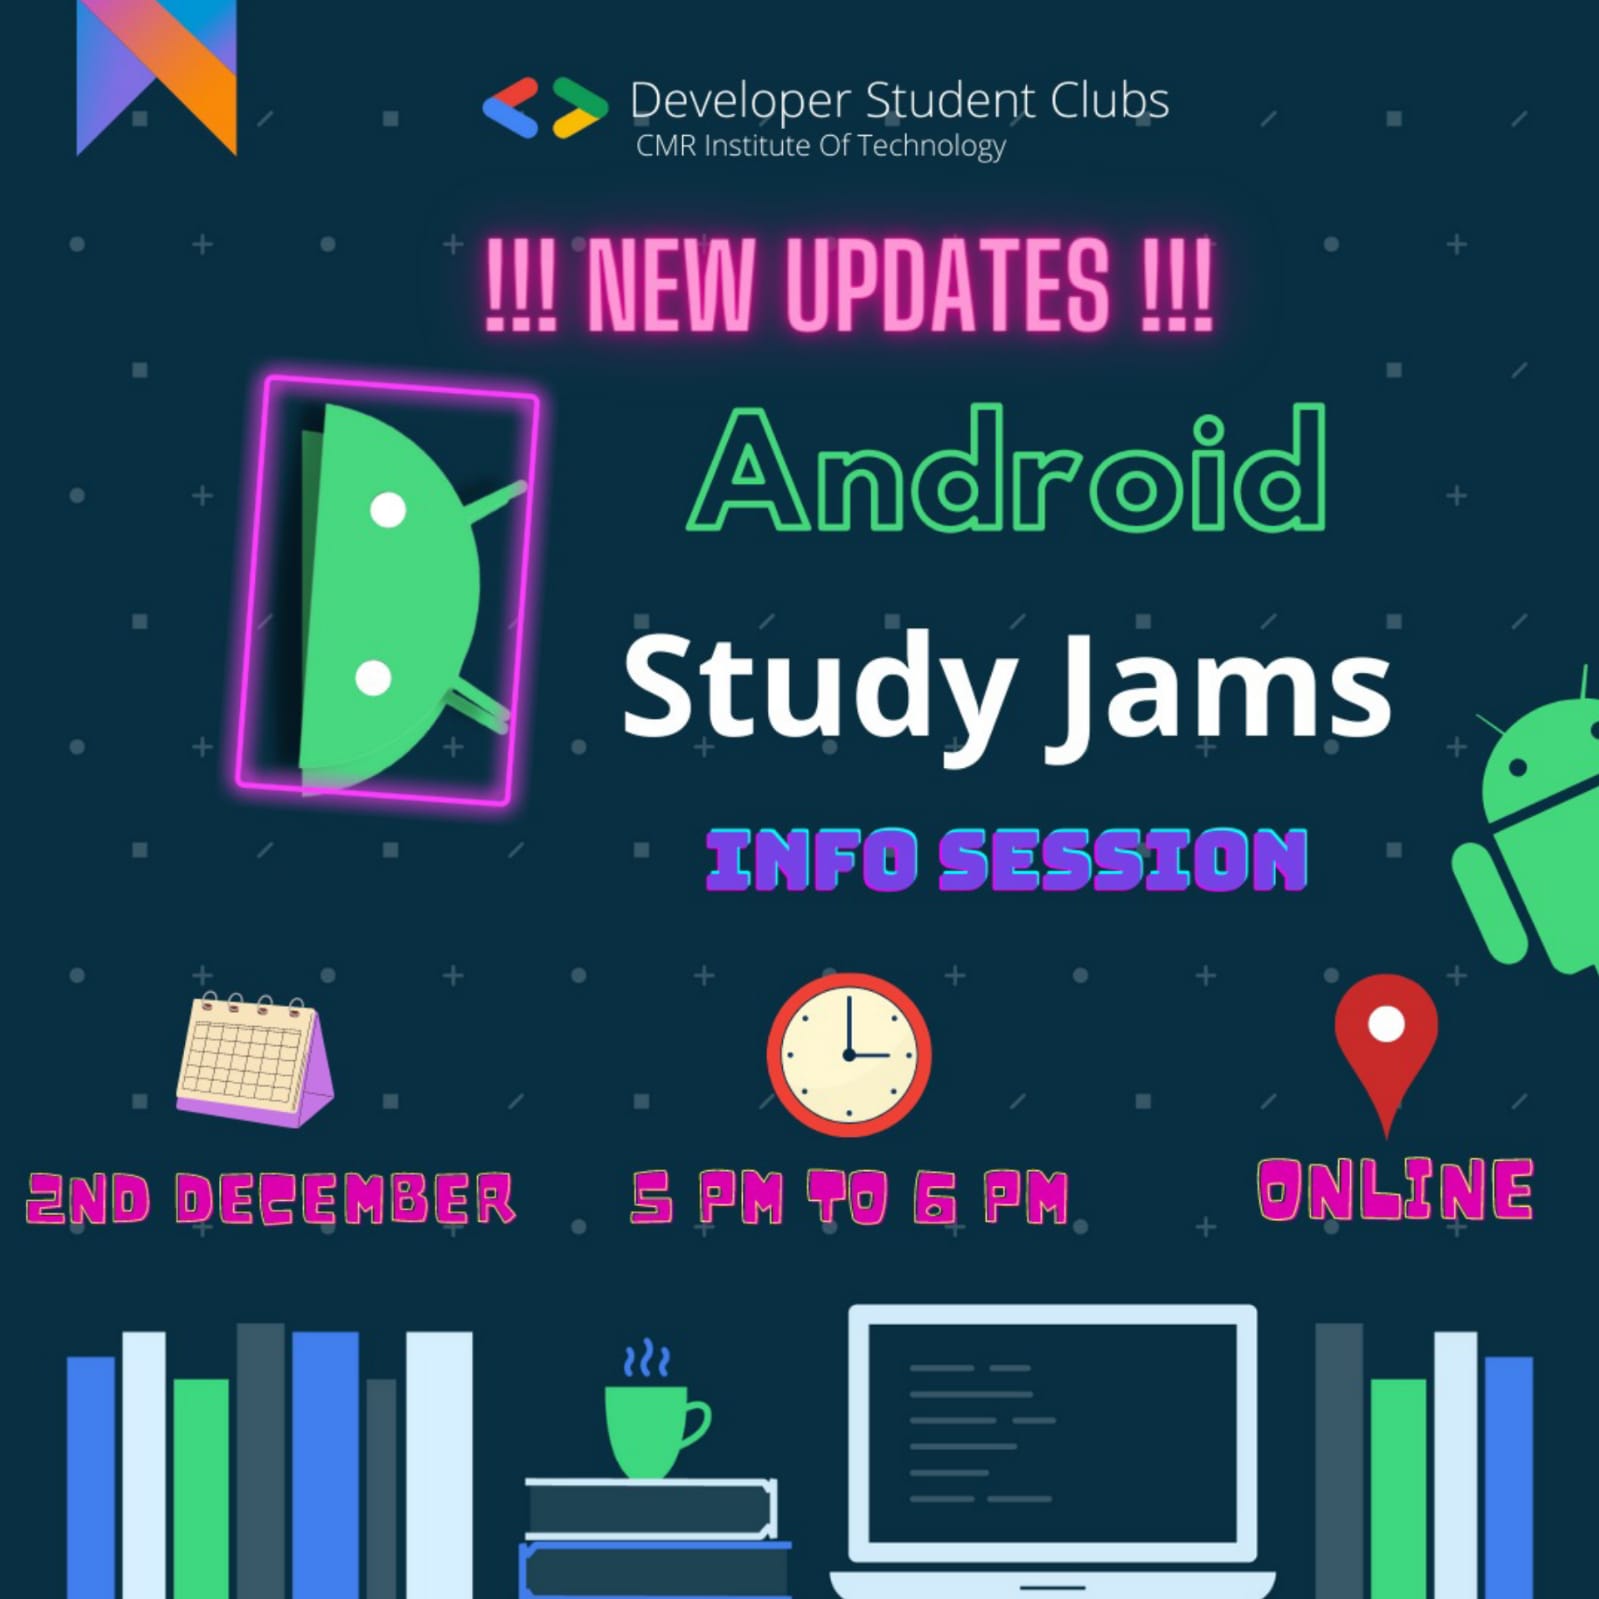 Developer Student Clubs
CMR Institute Of Technology
!!! NEW UPDATES !!!
Android
Study Jams
INFO SESSION
2ND DECEMBER
5 PM TO 6 PM
ONLINE